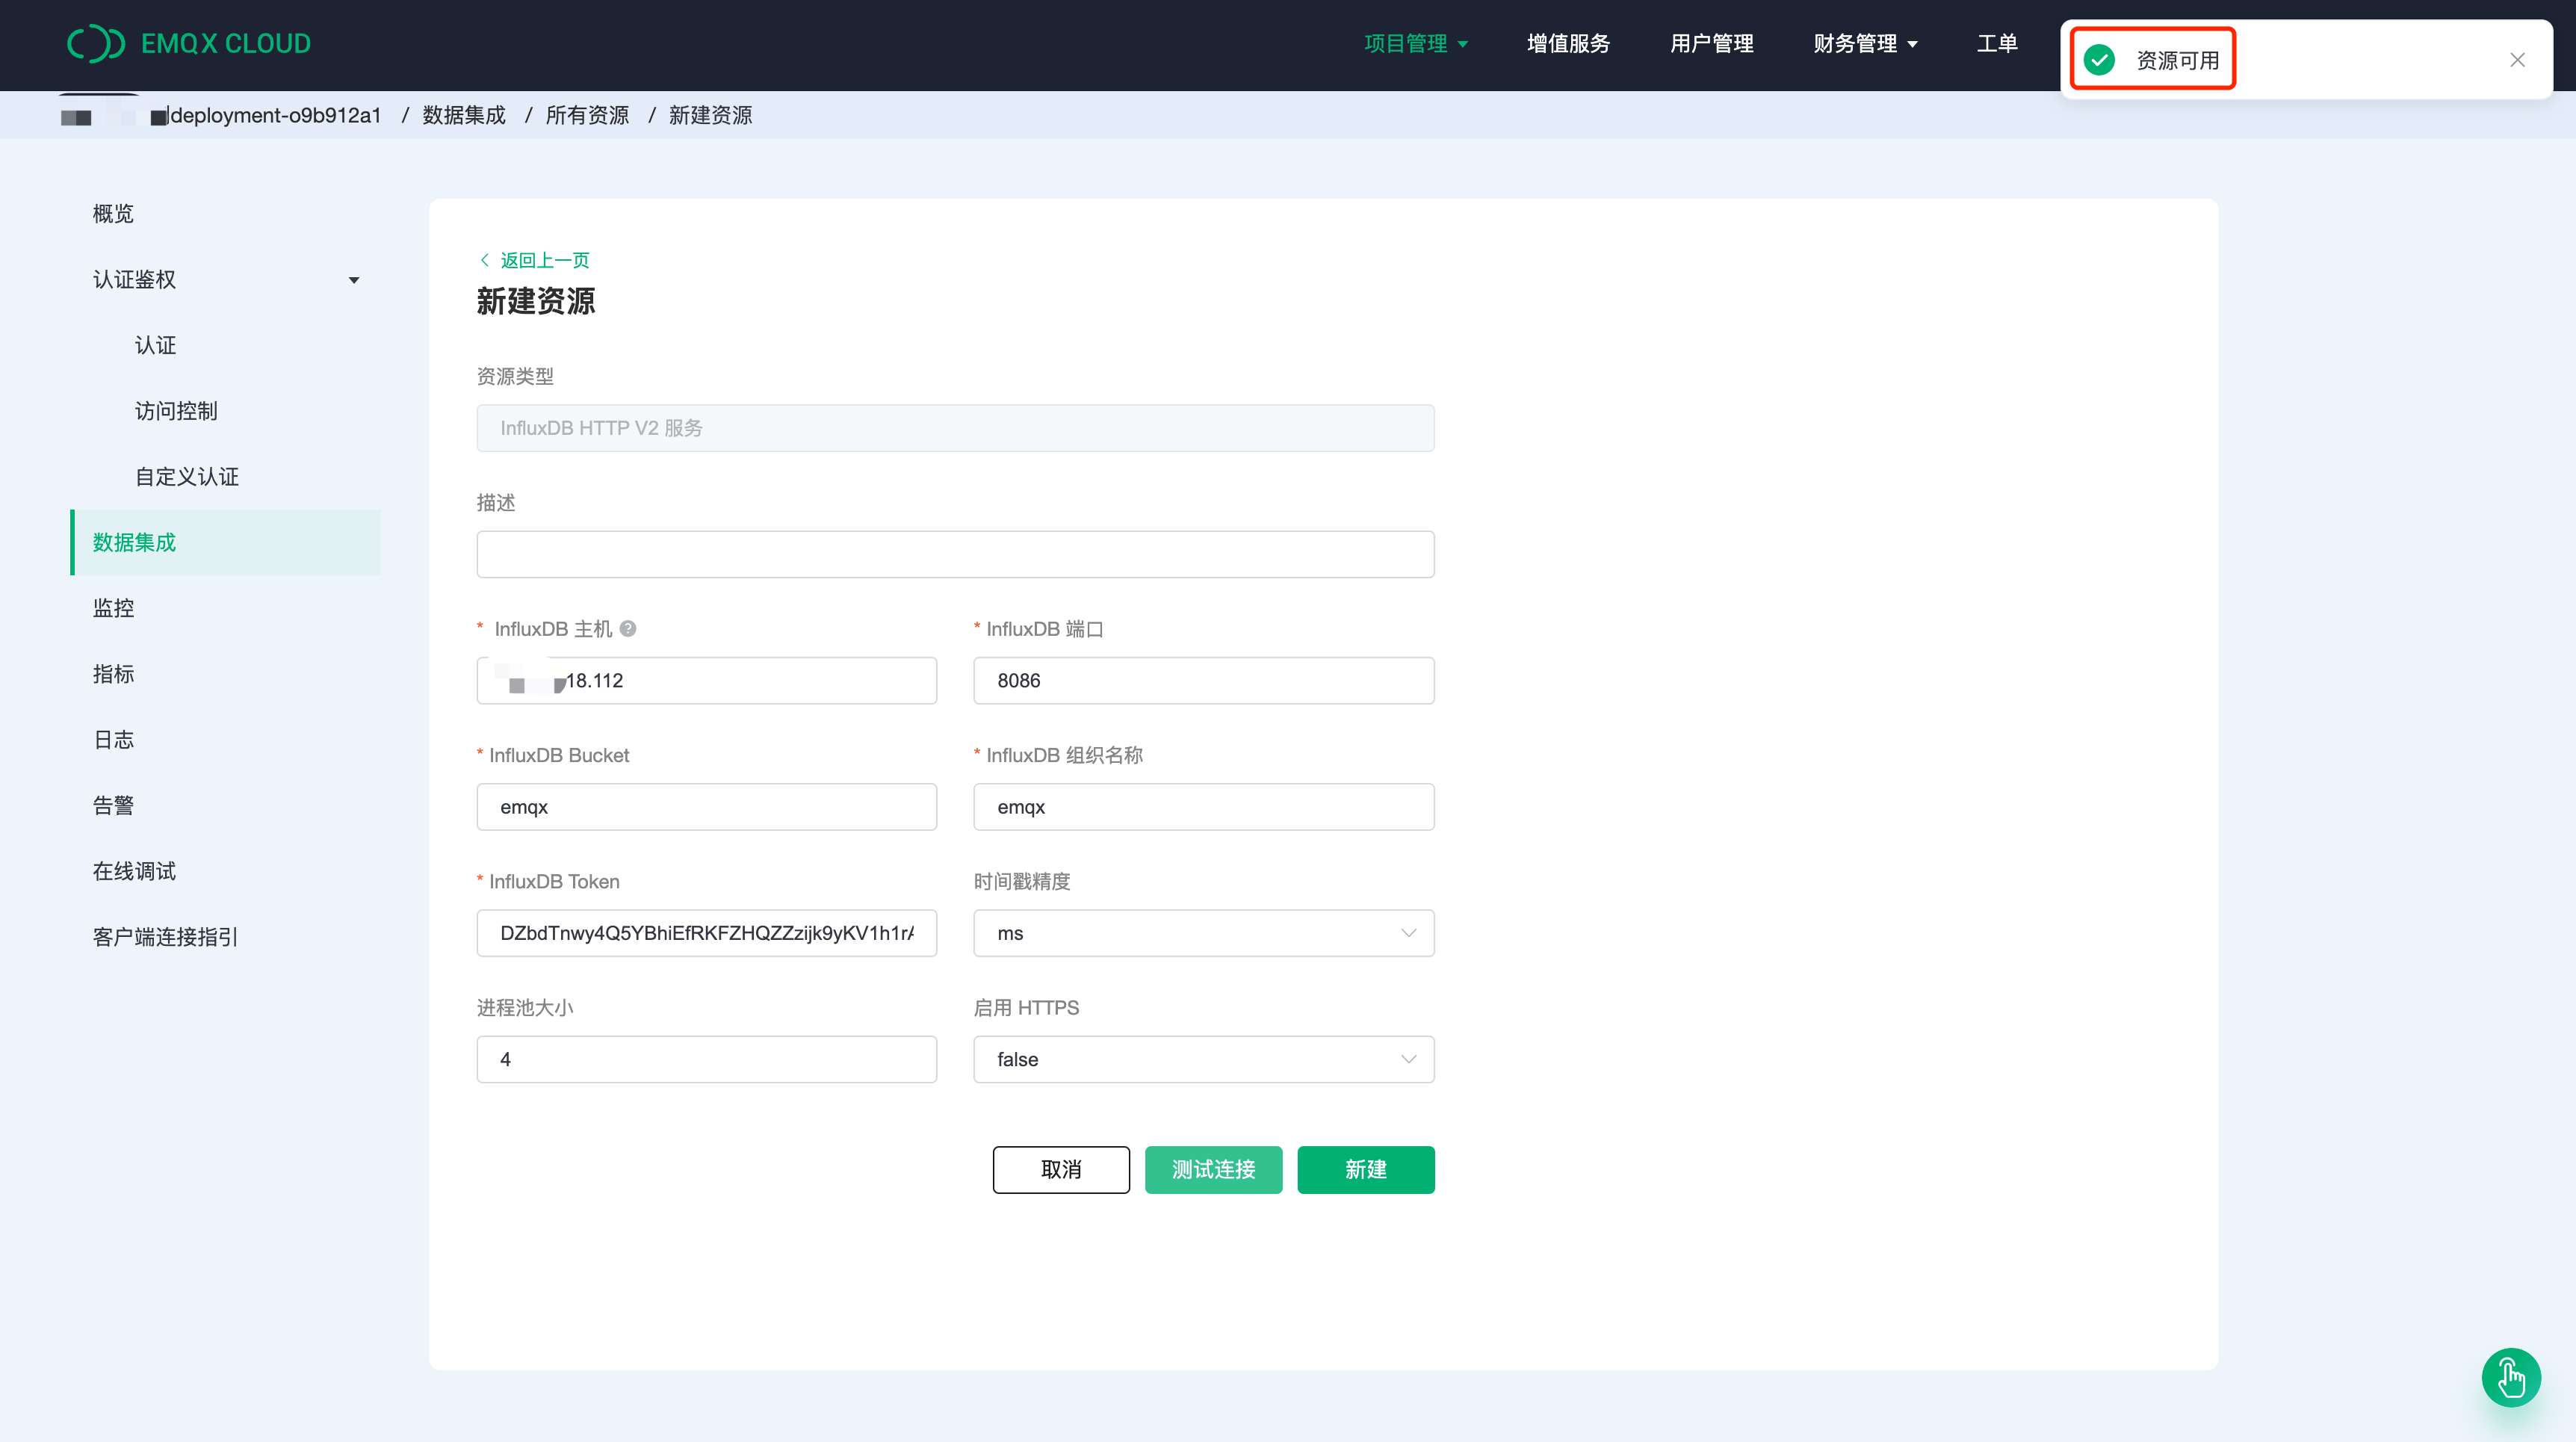 EMQX CLOUD
项目管理 增值服务 用户管理 财务管理 工单
资源可用
deployment-o9b912a1 / 数据集成 / 所有资源 / 新建资源
概览
认证鉴权
认证
访问控制
自定义认证
数据集成
监控
指标
日志
告警
在线调试
客户端连接指引
返回上一页
新建资源
资源类型
InfluxDB HTTP V2 服务
描述
* InfluxDB 主机 ?
* InfluxDB 端口
18.112
8086
* InfluxDB Bucket
* InfluxDB 组织名称
emqx
emqx
* InfluxDB Token
时间戳精度
DZbdTnwy4Q5YBhiEfRKFZHQZZzijk9yKV1h1r
ms
进程池大小
启用 HTTPS
4
false
取消
测试连接
新建